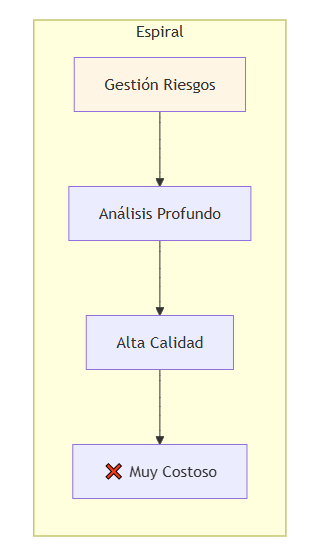 Espiral
Gestión Riesgos
Análisis Profundo
Alta Calidad
❌ Muy Costoso